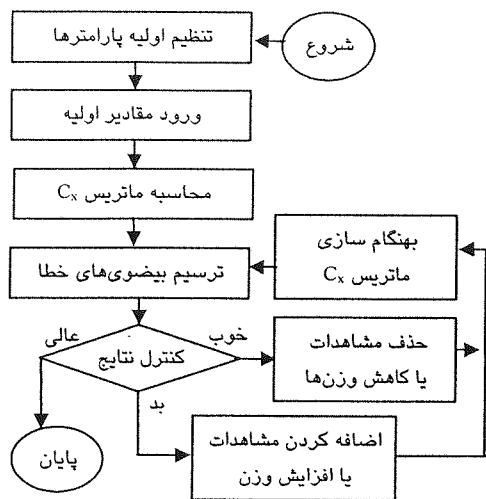 شروع
تنظیم اولیه پارامترها
ورود مقادیر اولیه
محاسبه ماتریس Cx
ترسیم بیضوی‌های خطا
بهنگام سازی
ماتریس Cx
کنترل نتایج
عالی
خوب
بد
حذف مشاهدات
یا کاهش وزن‌ها
اضافه کردن مشاهدات
یا افزایش وزن
پایان